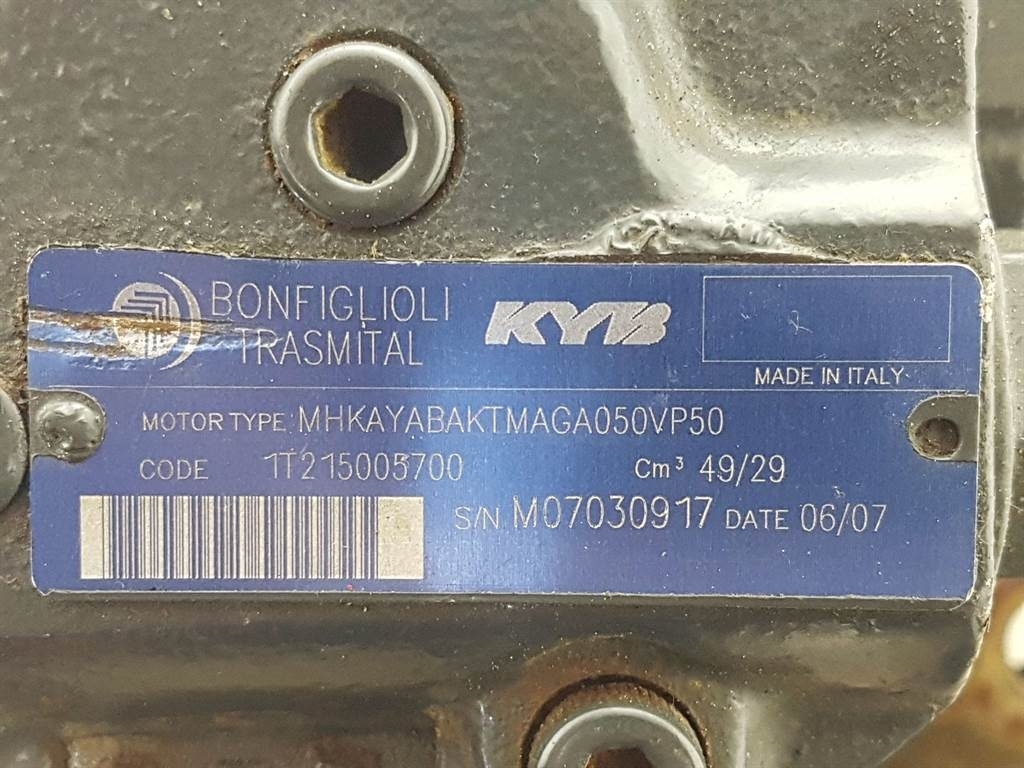 BONFIGLIOLI
TRASMITAL
KYB
MADE IN ITALY
MOTOR TYPE MHKAYABAKTMAGA050VP50
CODE 1T215005700 Cm³ 49/29
S/N M07030917 DATE 06/07